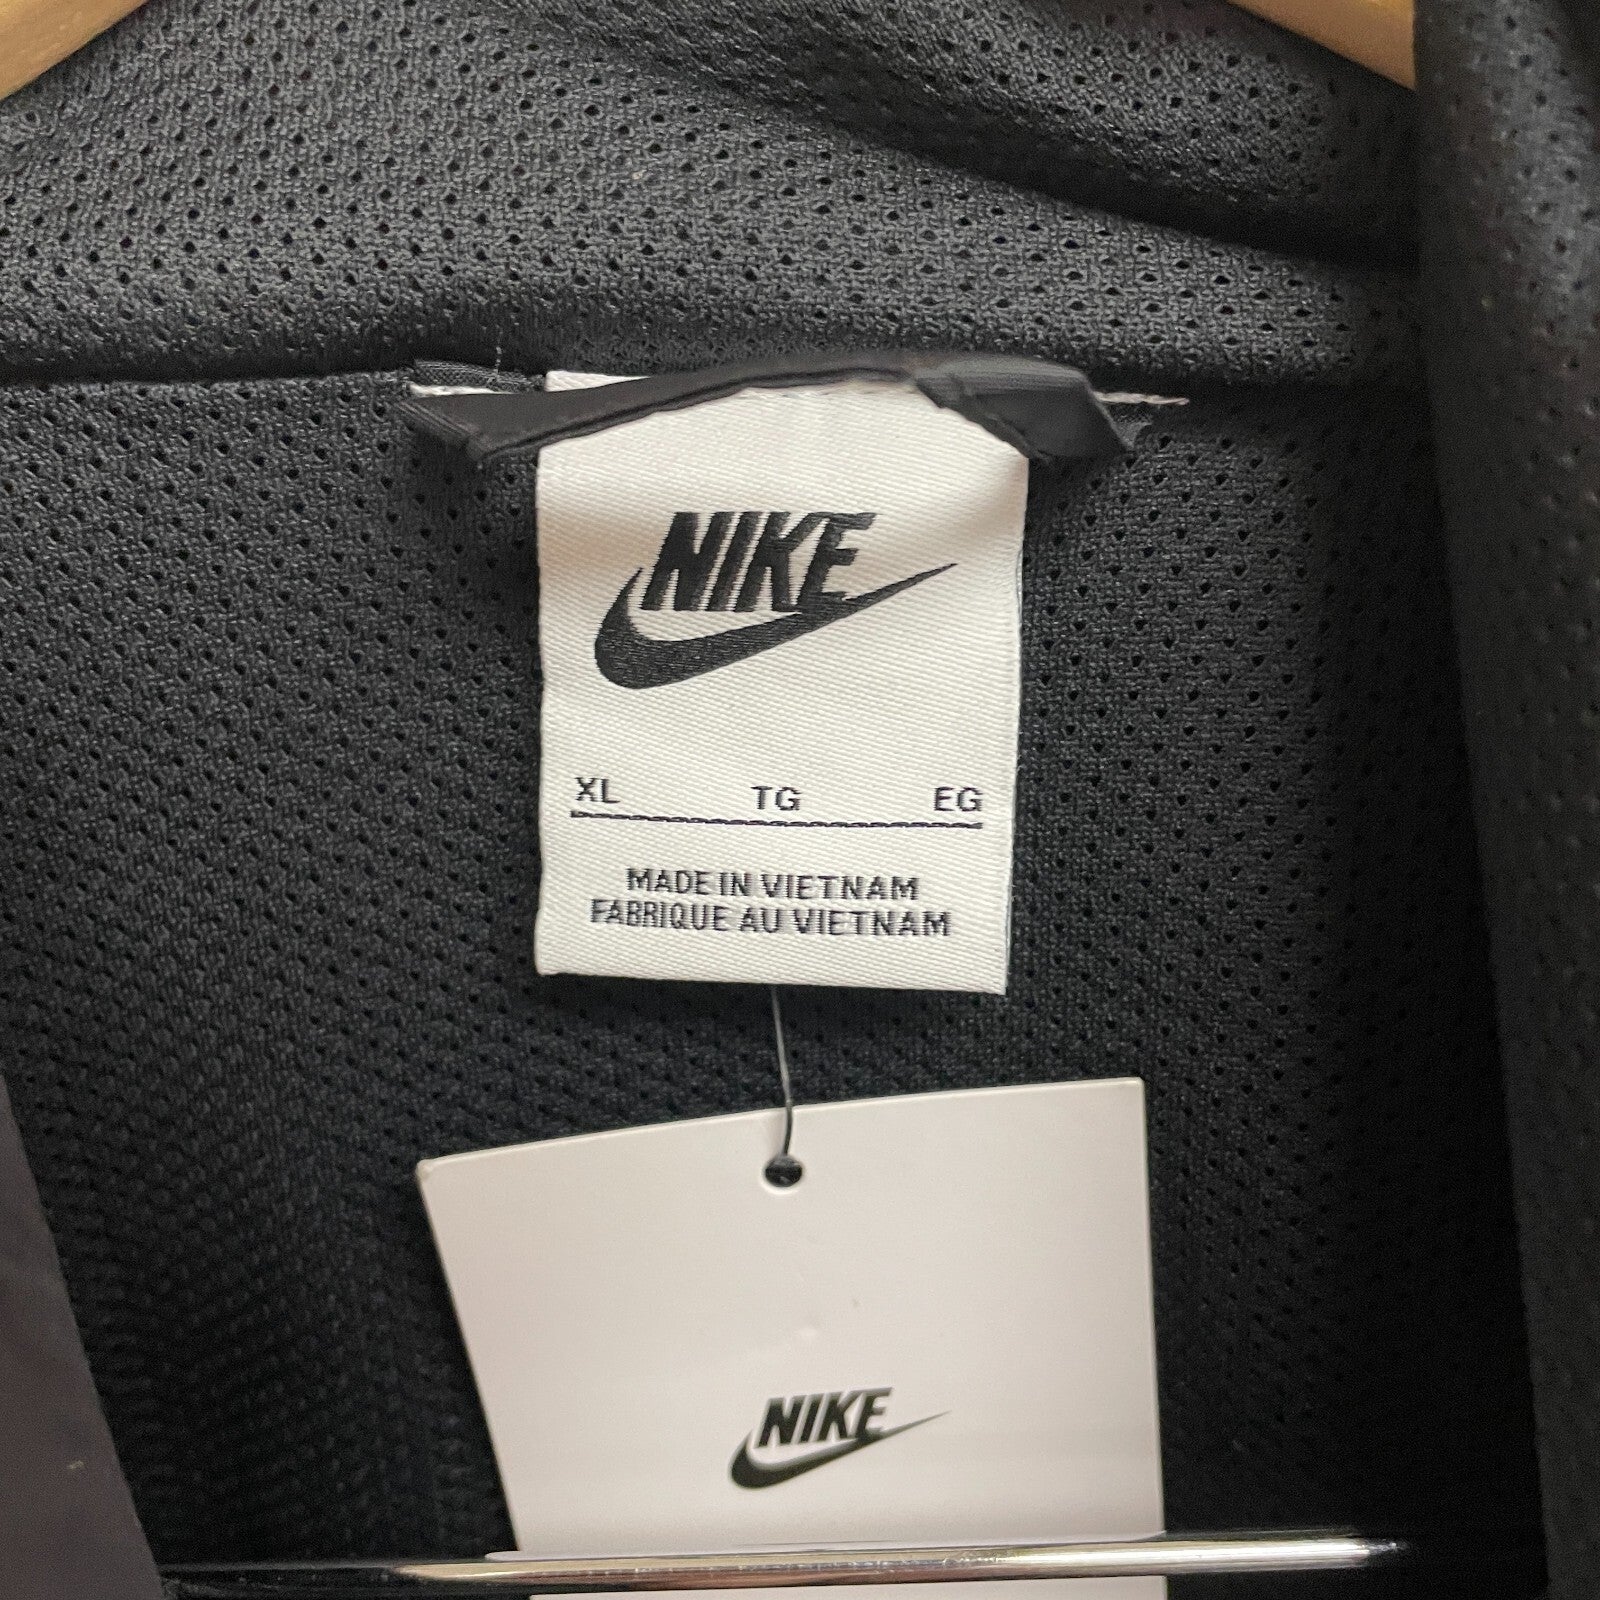 NIKE
XL TG EG
MADE IN VIETNAM
FABRIQUE AU VIETNAM
NIKE